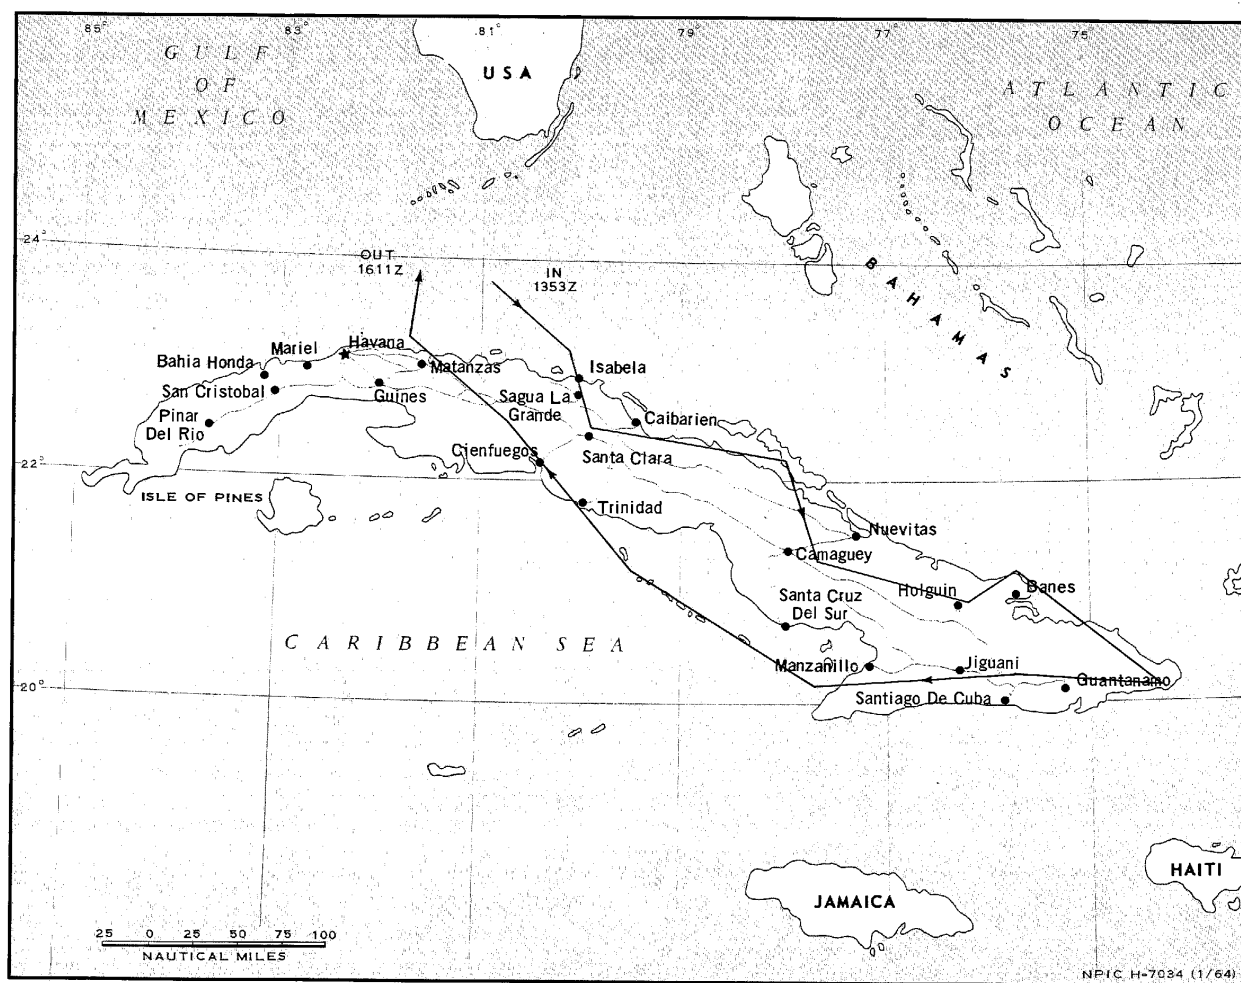 85° 83° 81° 79 77° 75
GULF
OF
MEXICO
USA
ATLANTIC
OCEAN
24°
OUT
1611Z
IN
1353Z
BAHAMAS
Havana
Mariel
Bahia Honda
Matanzas
Isabela
San Cristobal
Guines
Sagua La
Grande
Caibarien
Pinar
Del Rio
Cienfuegos
Santa Clara
22°
ISLE OF PINES
Trinidad
Nuevitas
Camaguey
Holguin
Banes
Santa Cruz
Del Sur
CARIBBEAN SEA
Manzanillo
Jiguani
Guantanamo
20°
Santiago De Cuba
HAITI
JAMAICA
25 0 25 50 75 100
NAUTICAL MILES
NPIC H-7034 (1/64)